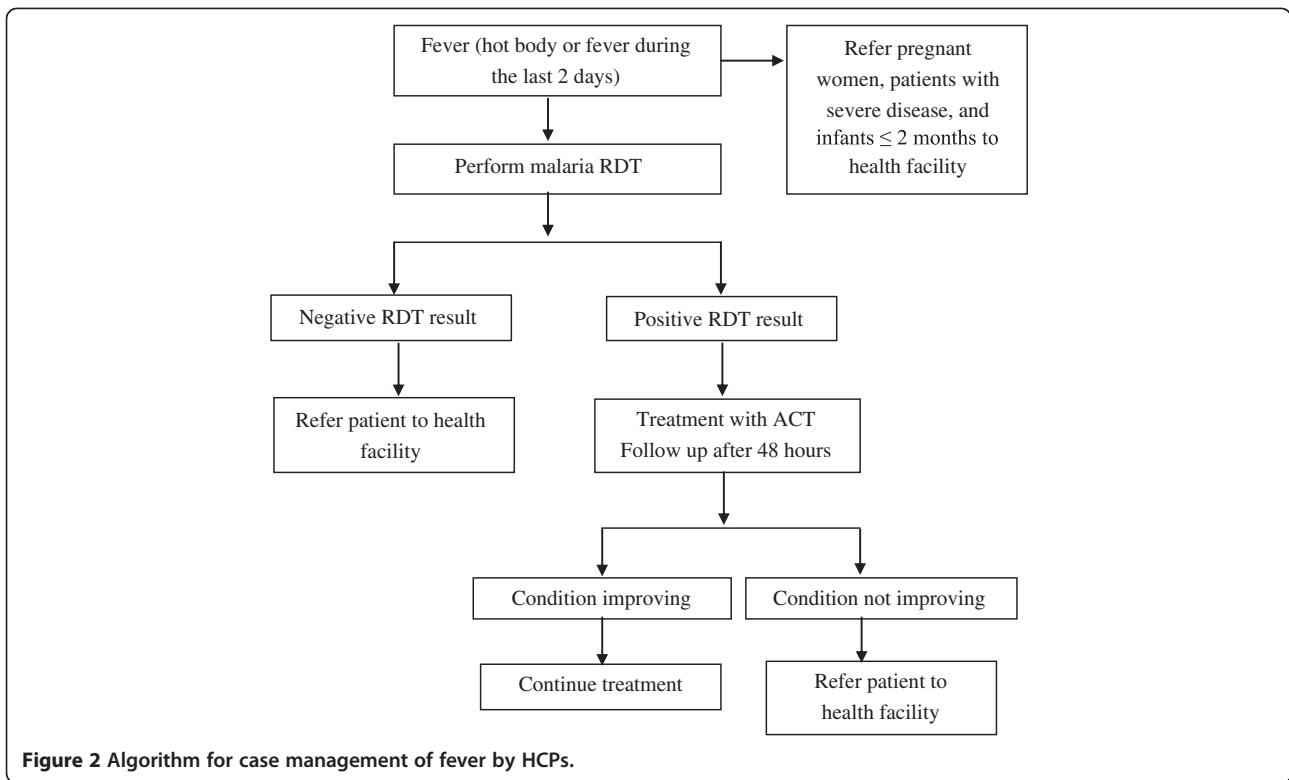 Fever (hot body or fever during
the last 2 days)
Refer pregnant
women, patients with
severe disease, and
infants ≤ 2 months to
health facility
Perform malaria RDT
Negative RDT result
Positive RDT result
Refer patient to health
facility
Treatment with ACT
Follow up after 48 hours
Condition improving
Condition not improving
Continue treatment
Refer patient to
health facility
Figure 2 Algorithm for case management of fever by HCPs.